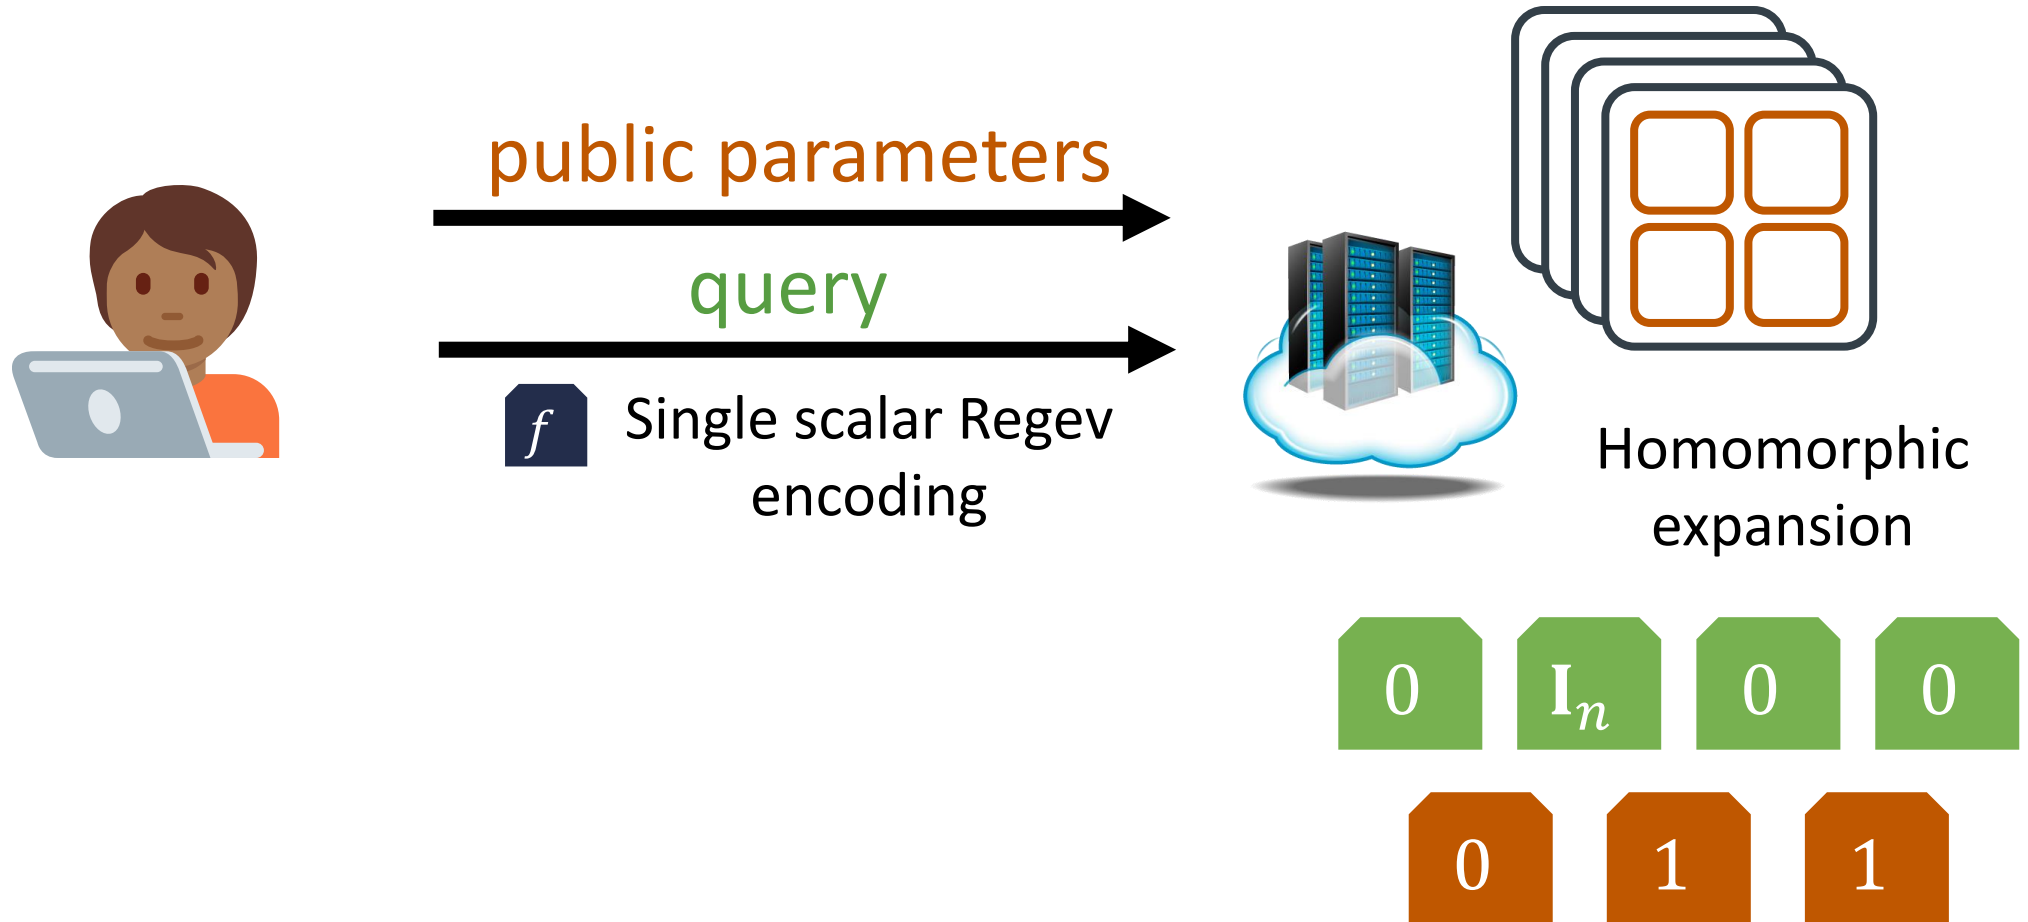 public parameters
query
f Single scalar Regev
encoding
Homomorphic
expansion
0 Iₙ 0 0
0 1 1